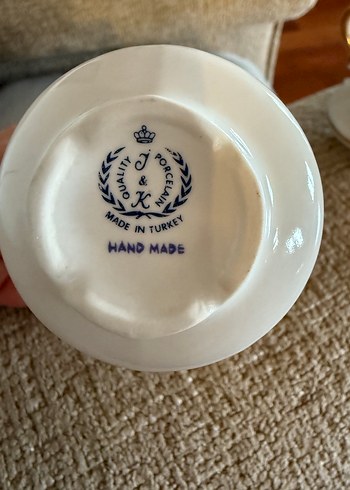 QUALITY PORCELAIN
J
&
K
MADE IN TURKEY
HAND MADE